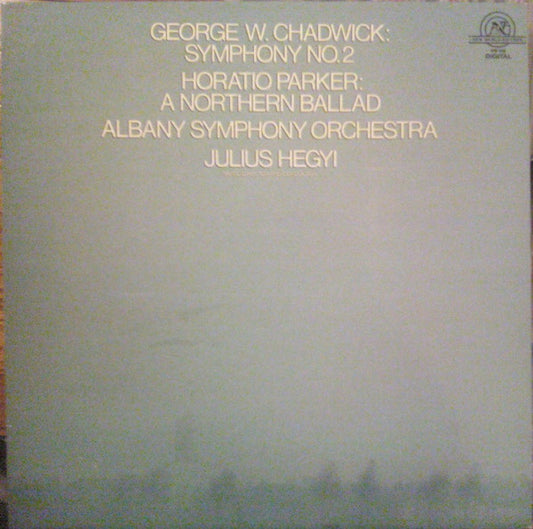 GEORGE W. CHADWICK:
SYMPHONY NO. 2
HORATIO PARKER:
A NORTHERN BALLAD
ALBANY SYMPHONY ORCHESTRA
JULIUS HEGYI
DIGITAL